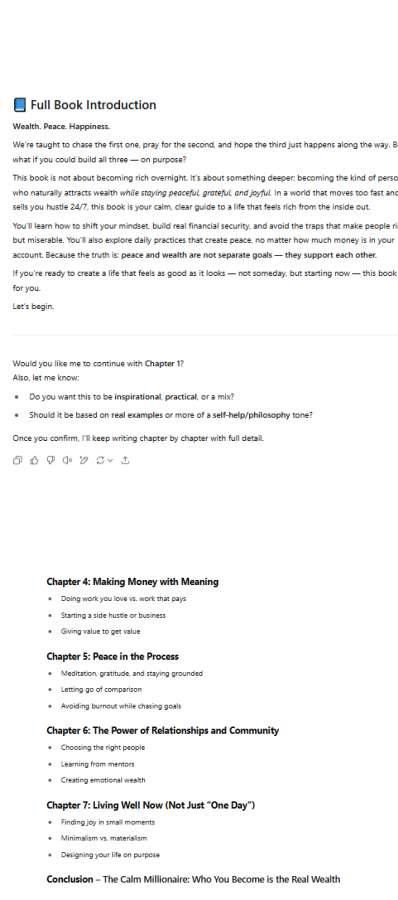 Full Book Introduction
Wealth. Peace. Happiness.
We're taught to chase the first one, pray for the second, and hope the third just happens along the way. B
what if you could build all three — on purpose?
This book is not about becoming rich overnight. It's about something deeper: becoming the kind of perso
who naturally attracts wealth while staying peaceful, grateful, and joyful. In a world that moves too fast and
sells you hustle 24/7, this book is your calm, clear guide to a life that feels rich from the inside out.
You'll learn how to shift your mindset, build real financial security, and avoid the traps that make people ri
but miserable. You'll also explore daily practices that create peace, no matter how much money is in your
account. Because the truth is: peace and wealth are not separate goals — they support each other.
If you're ready to create a life that feels as good as it looks — not someday, but starting now — this book
for you.
Let's begin.
Would you like me to continue with Chapter 1?
Also, let me know:
• Do you want this to be inspirational, practical, or a mix?
• Should it be based on real examples or more of a self-help/philosophy tone?
Once you confirm, I'll keep writing chapter by chapter with full detail.
Chapter 4: Making Money with Meaning
• Doing work you love vs. work that pays
• Starting a side hustle or business
• Giving value to get value
Chapter 5: Peace in the Process
• Meditation, gratitude, and staying grounded
• Letting go of comparison
• Avoiding burnout while chasing goals
Chapter 6: The Power of Relationships and Community
• Choosing the right people
• Learning from mentors
• Creating emotional wealth
Chapter 7: Living Well Now (Not Just "One Day")
• Finding joy in small moments
• Minimalism vs. materialism
• Designing your life on purpose
Conclusion – The Calm Millionaire: Who You Become is the Real Wealth